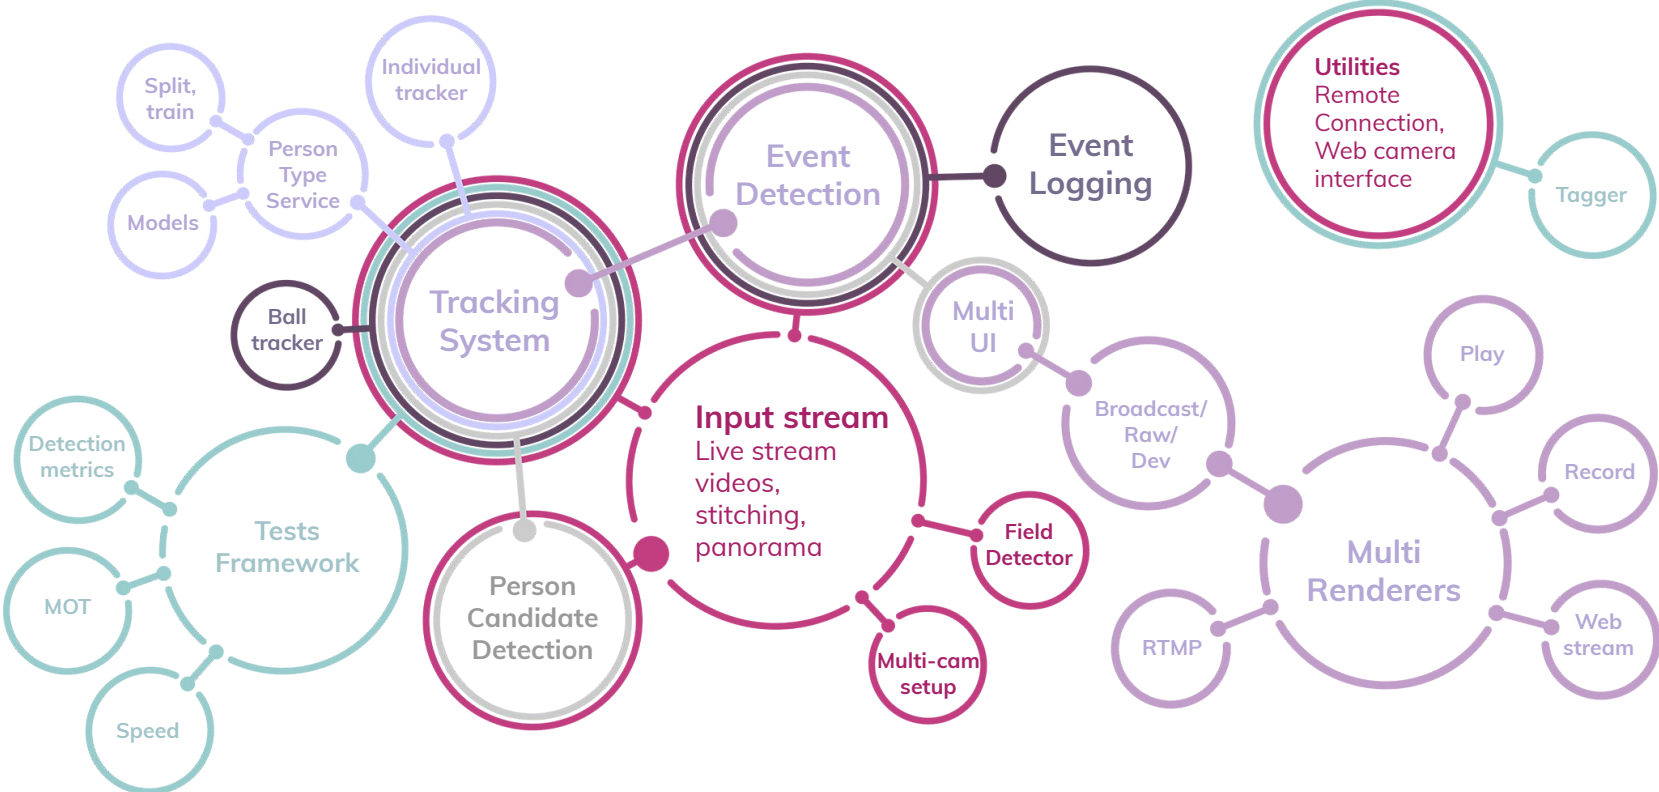 Split,
train
Individual
tracker
Person
Type
Service
Models
Event
Detection
Event
Logging
Utilities
Remote
Connection,
Web camera
interface
Tagger
Ball
tracker
Tracking
System
Multi
UI
Broadcast/
Raw/
Dev
Play
Record
Detection
metrics
Tests
Framework
MOT
Speed
Person
Candidate
Detection
Input stream
Live stream
videos,
stitching,
panorama
Field
Detector
Multi-cam
setup
Multi
Renderers
RTMP
Web
stream